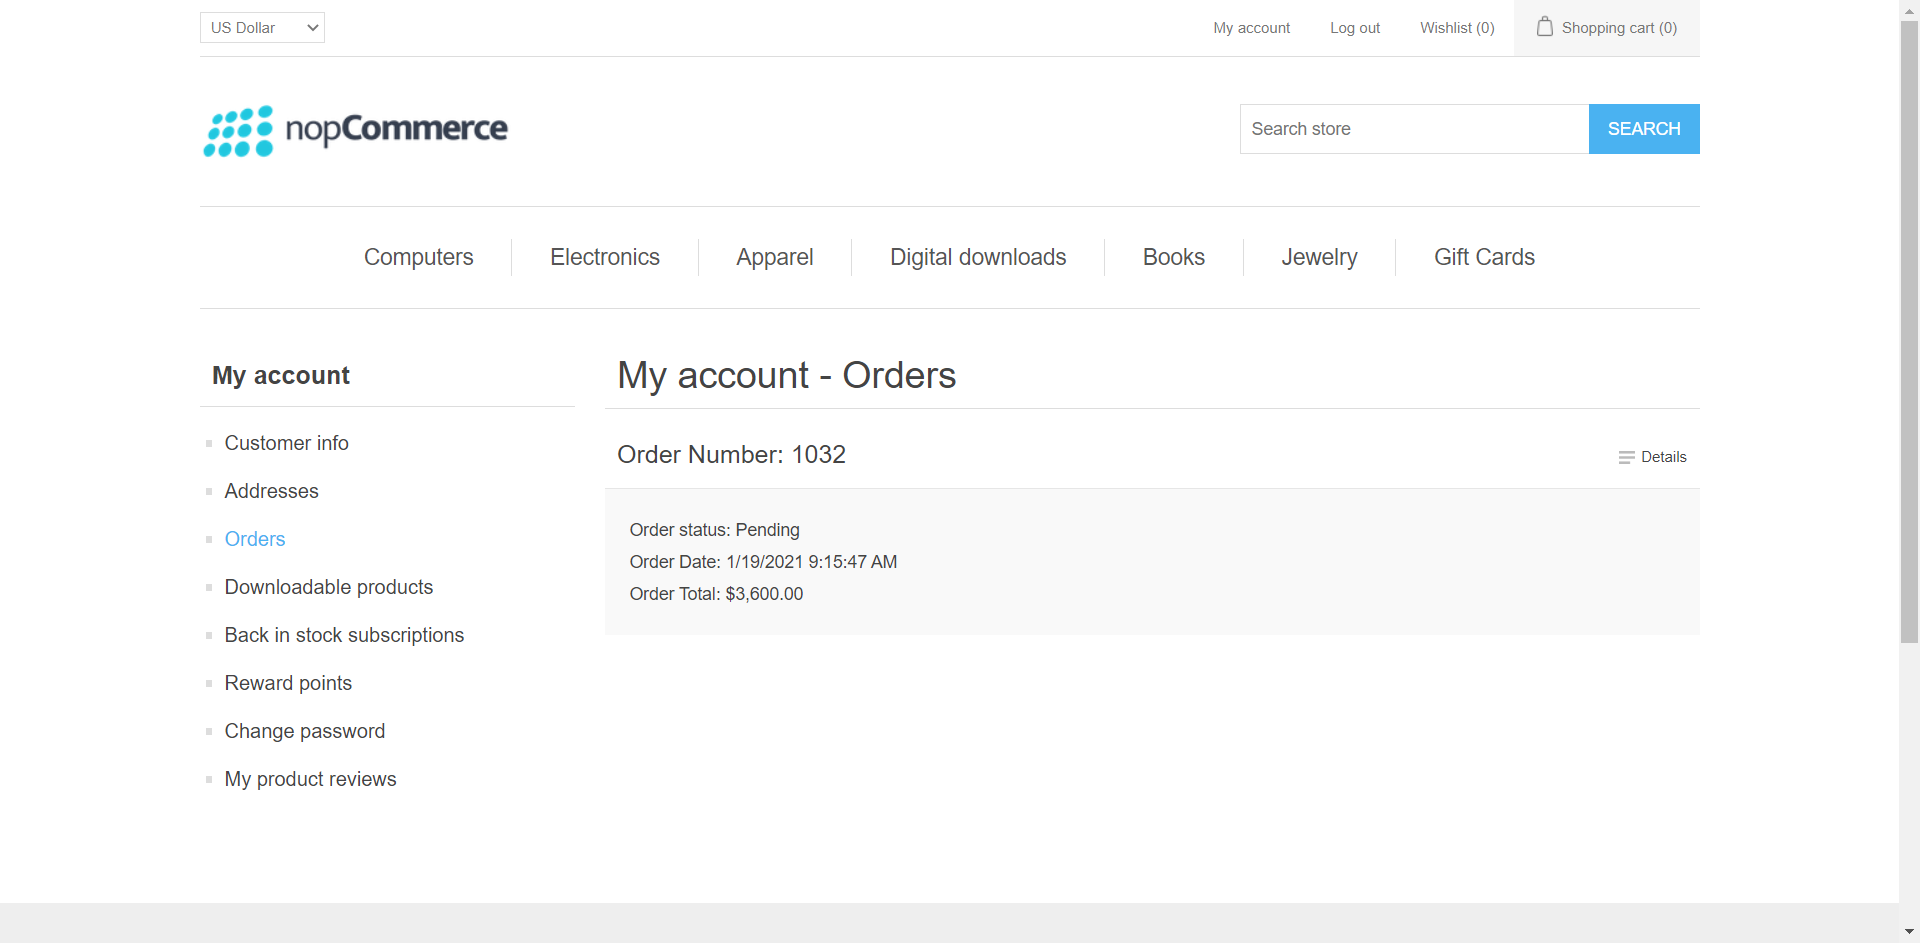 US Dollar
My account
Log out
Wishlist (0)
Shopping cart (0)
nopCommerce
Search store
SEARCH
Computers
Electronics
Apparel
Digital downloads
Books
Jewelry
Gift Cards
My account
Customer info
Addresses
Orders
Downloadable products
Back in stock subscriptions
Reward points
Change password
My product reviews
My account - Orders
Order Number: 1032
Details
Order status: Pending
Order Date: 1/19/2021 9:15:47 AM
Order Total: $3,600.00